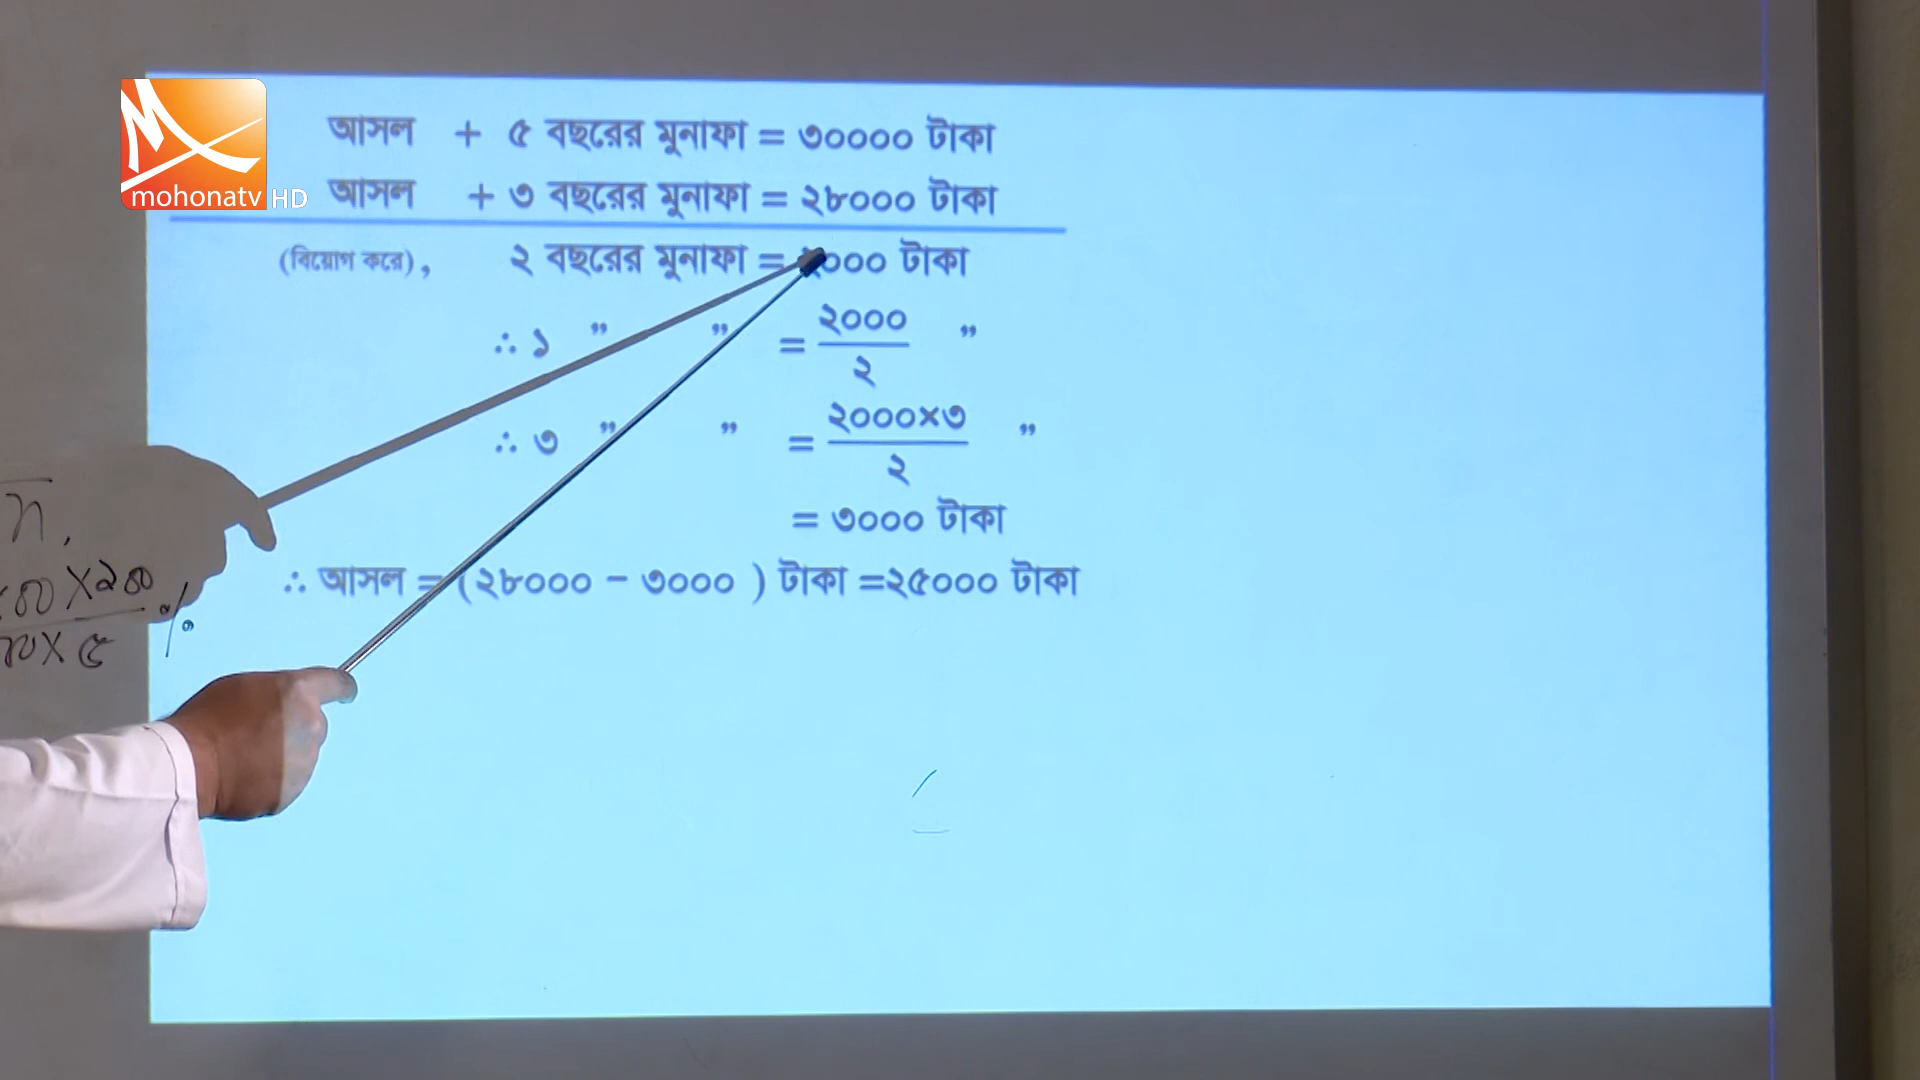 mohonatv HD
আসল + ৫ বছরের মুনাফা = ৩০০০০ টাকা
আসল + ৩ বছরের মুনাফা = ২৮০০০ টাকা
(বিয়োগ করে), ২ বছরের মুনাফা = ২০০০ টাকা
∴ ১ " " = ২০০০/২ "
∴ ৩ " " = ২০০০×৩/২ "
= ৩০০০ টাকা
∴ আসল = (২৮০০০ − ৩০০০ ) টাকা =২৫০০০ টাকা